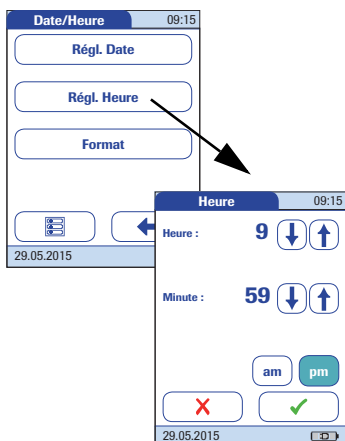 Date/Heure 09:15
Régl. Date
Régl. Heure
Format
29.05.2015
Heure 09:15
Heure : 9
Minute : 59
am pm
29.05.2015